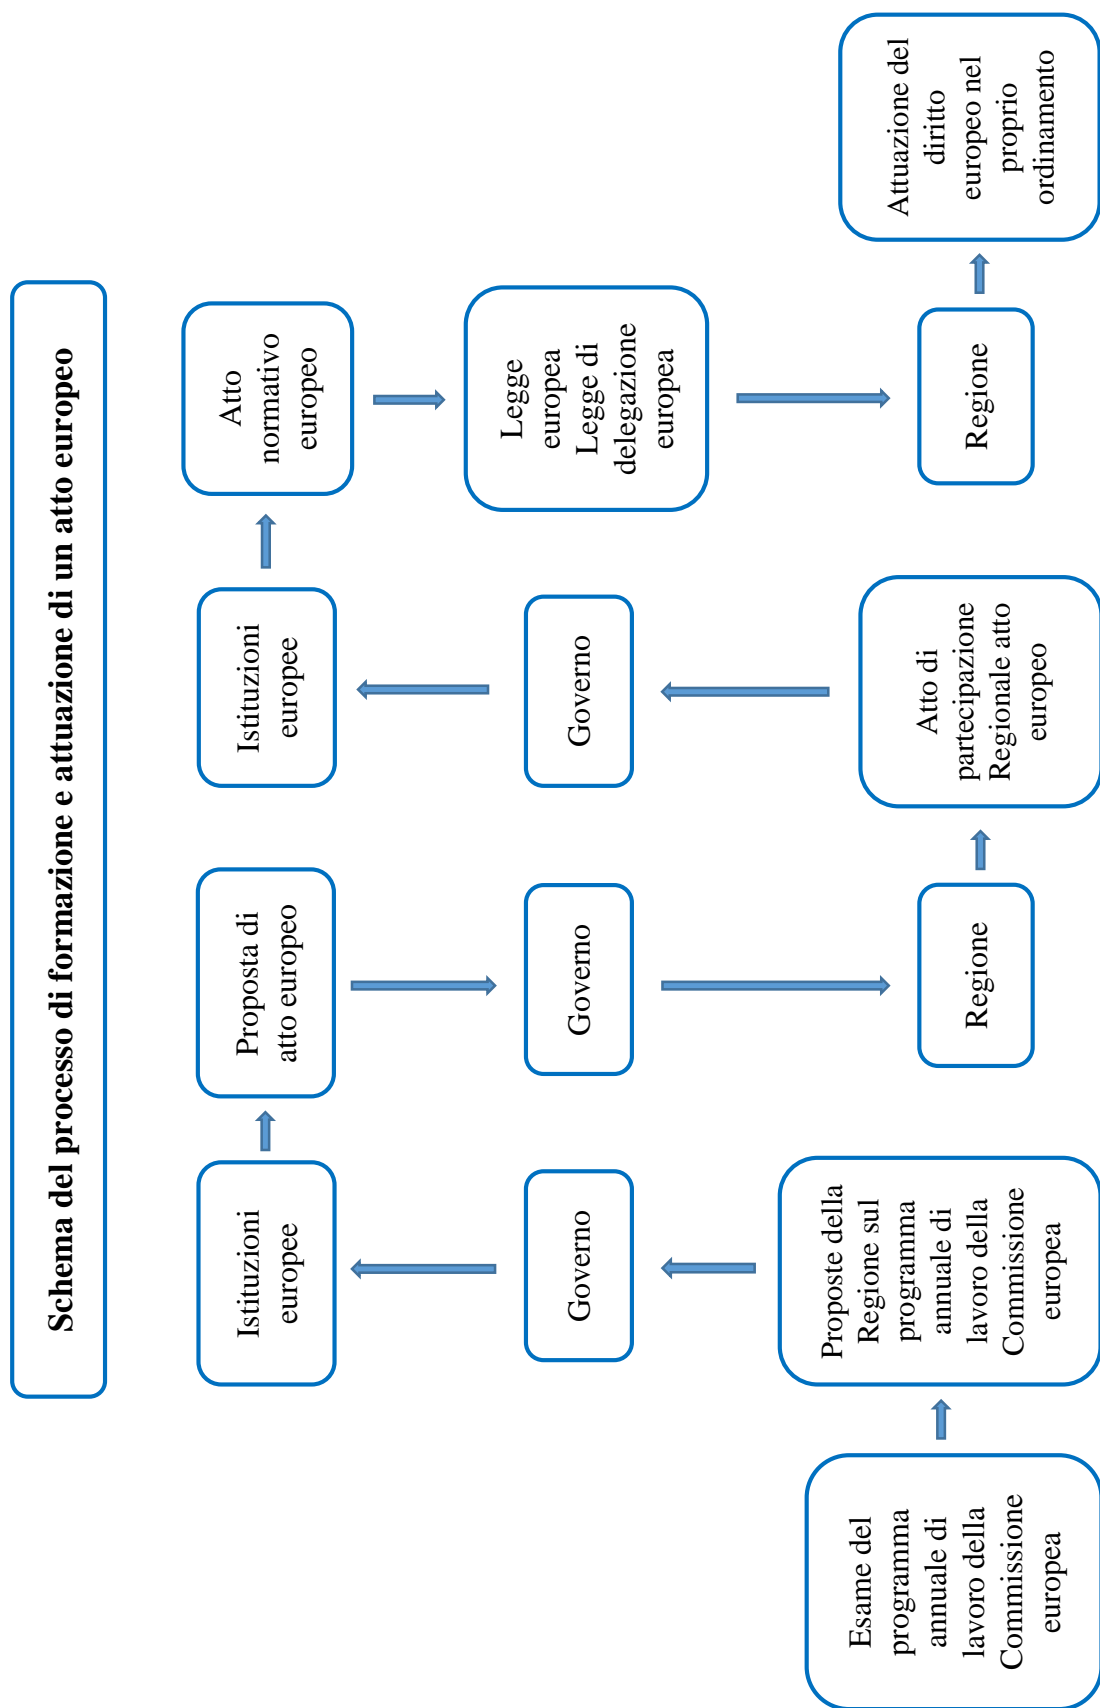 Schema del processo di formazione e attuazione di un atto europeo
Esame del
programma
annuale di
lavoro della
Commissione
europea
Proposte della
Regione sul
programma
annuale di
lavoro della
Commissione
europea
Governo
Istituzioni
europee
Proposta di
atto europeo
Governo
Regione
Atto di
partecipazione
Regionale atto
europeo
Governo
Istituzioni
europee
Atto
normativo
europeo
Legge
europea
Legge di
delegazione
europea
Regione
Attuazione del
diritto
europeo nel
proprio
ordinamento